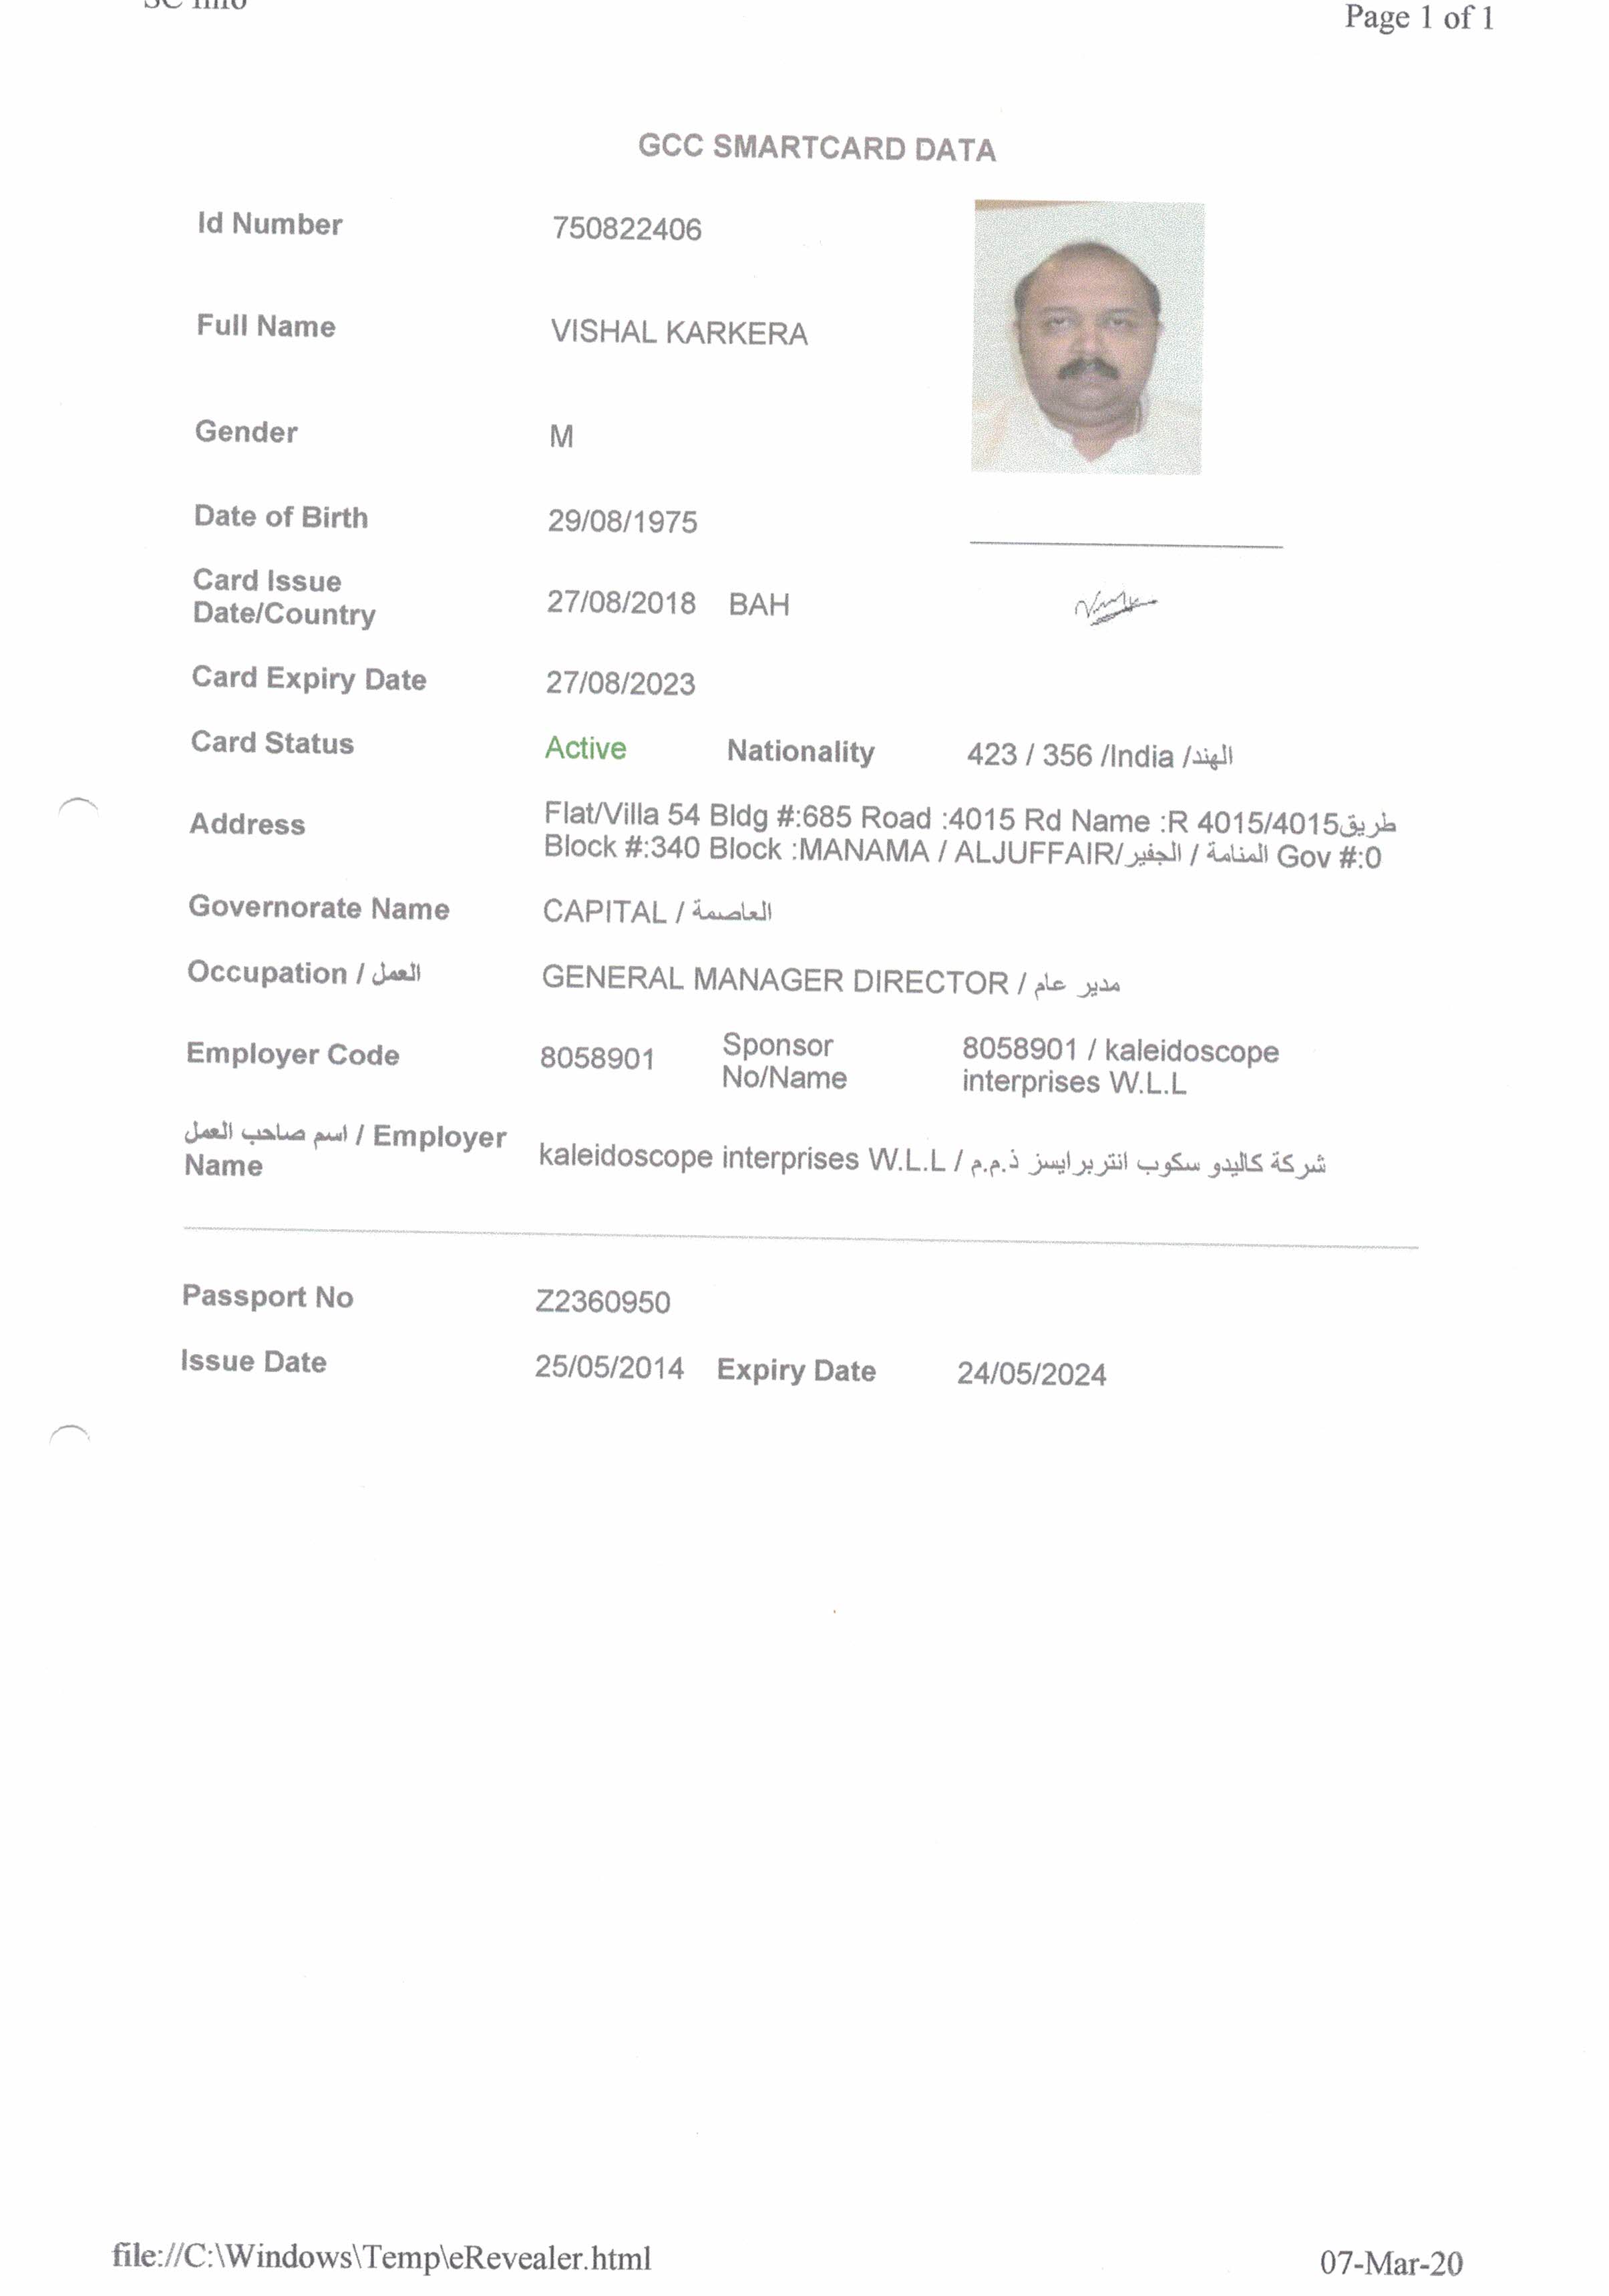 SC Info
Page 1 of 1
GCC SMARTCARD DATA
Id Number 750822406
Full Name VISHAL KARKERA
Gender M
Date of Birth 29/08/1975
Card Issue
Date/Country 27/08/2018 BAH
Card Expiry Date 27/08/2023
Card Status Active Nationality 423 / 356 /India /الهند
Address Flat/Villa 54 Bldg #:685 Road :4015 Rd Name :R 4015/4015طريق
Block #:340 Block :MANAMA / ALJUFFAIR/المنامة / الجفير Gov #:0
Governorate Name CAPITAL / العاصمة
Occupation / العمل GENERAL MANAGER DIRECTOR / مدير عام
Employer Code 8058901 Sponsor No/Name 8058901 / kaleidoscope
interprises W.L.L
اسم صاحب العمل / Employer
Name kaleidoscope interprises W.L.L / شركة كاليدو سكوب انتربرايسز ذ.م.م
Passport No Z2360950
Issue Date 25/05/2014 Expiry Date 24/05/2024
file://C:\Windows\Temp\eRevealer.html
07-Mar-20